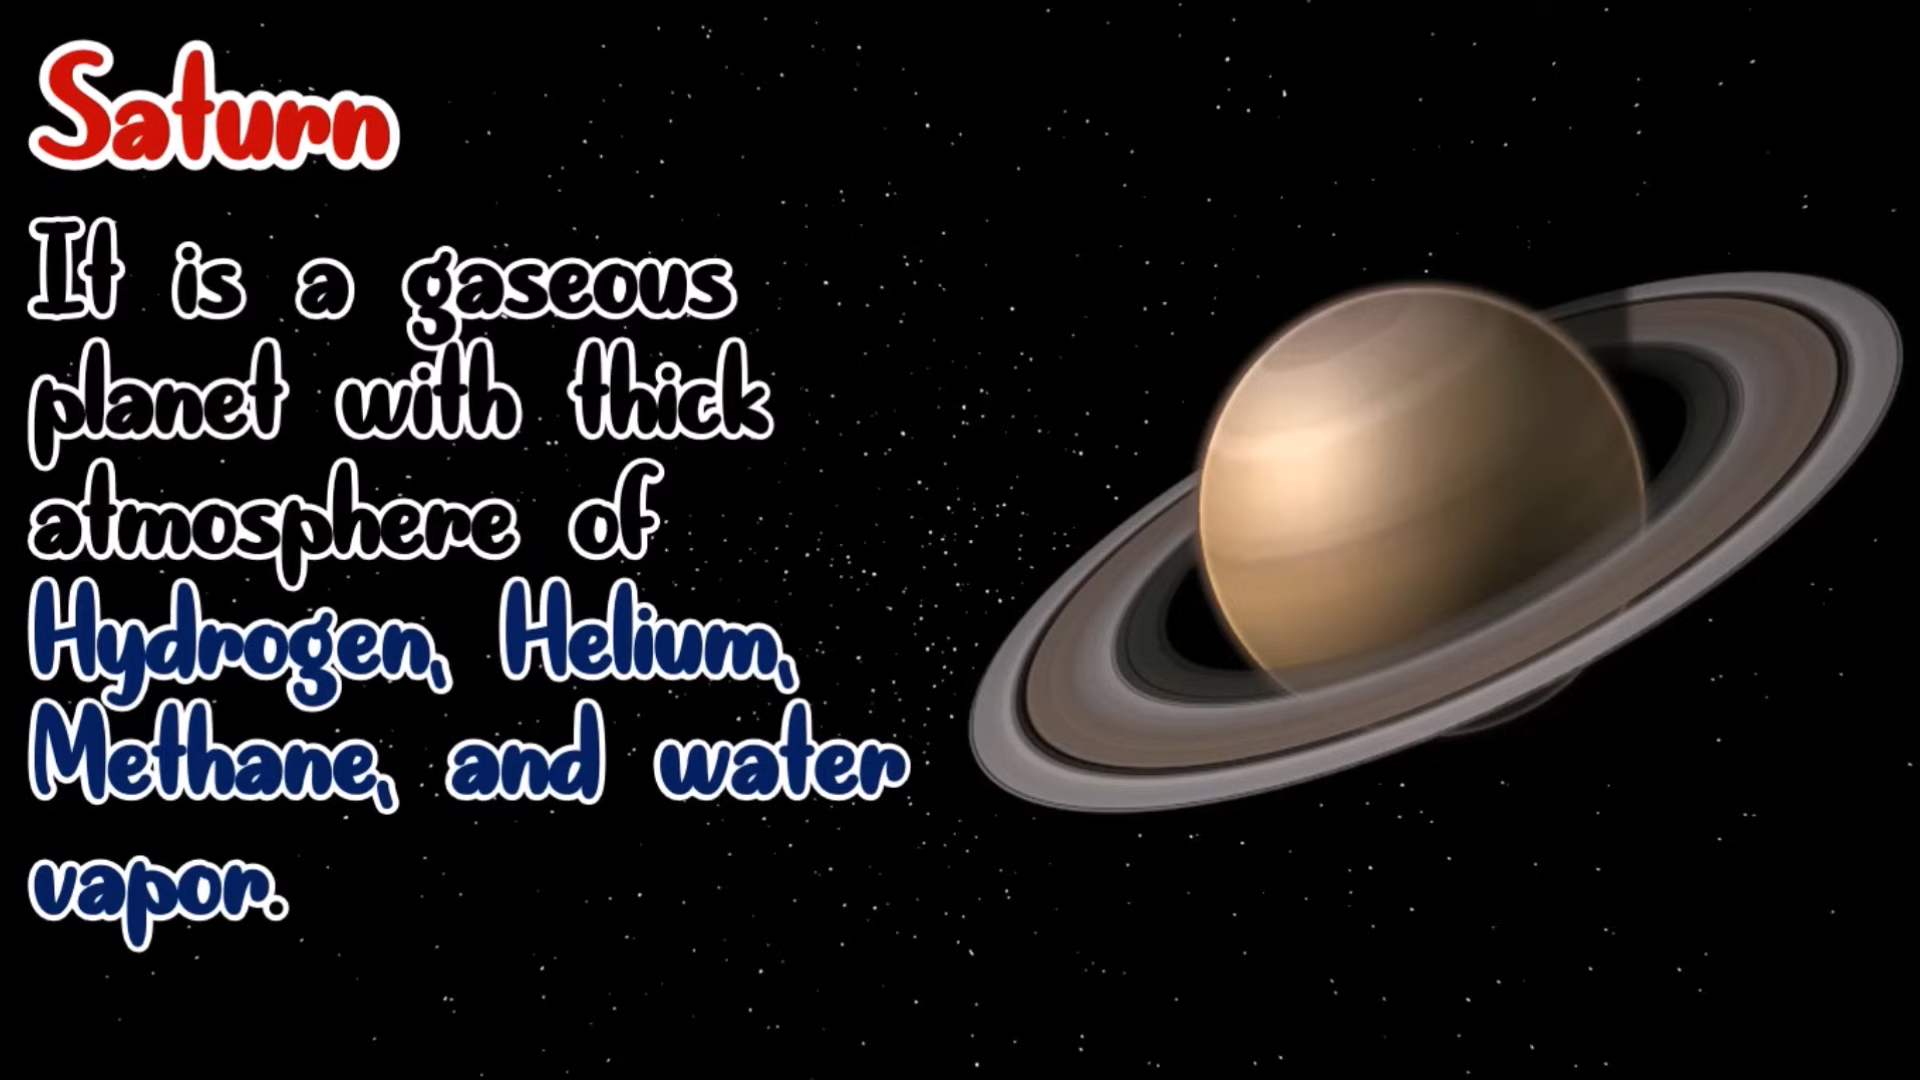 Saturn
It is a gaseous
planet with thick
atmosphere of
Hydrogen, Helium,
Methane, and water
vapor.